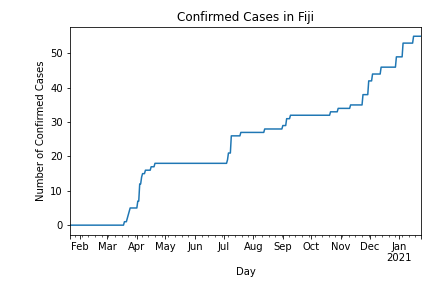 Confirmed Cases in Fiji
Number of Confirmed Cases
50
40
30
20
10
0
Feb Mar Apr May Jun Jul Aug Sep Oct Nov Dec Jan
2021
Day